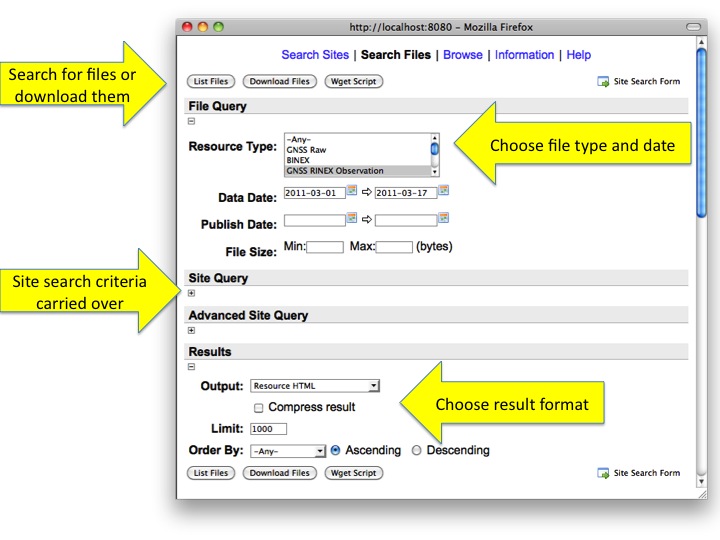 http://localhost:8080 – Mozilla Firefox
Search Sites | Search Files | Browse | Information | Help
Search for files or
download them
List Files Download Files Wget Script Site Search Form
File Query
Resource Type:
–Any–
GNSS Raw
BINEX
GNSS RINEX Observation
Choose file type and date
Data Date: 2011-03-01 2011-03-17
Publish Date:
File Size: Min: Max: (bytes)
Site search criteria
carried over
Site Query
Advanced Site Query
Results
Output: Resource HTML
Compress result
Choose result format
Limit: 1000
Order By: –Any– Ascending Descending
List Files Download Files Wget Script Site Search Form